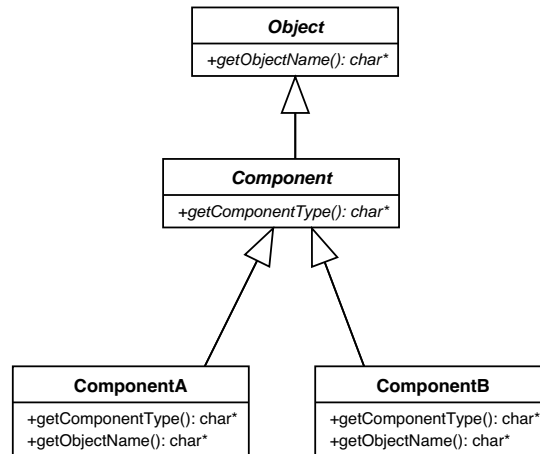 Object
+getObjectName(): char*
Component
+getComponentType(): char*
ComponentA
+getComponentType(): char*
+getObjectName(): char*
ComponentB
+getComponentType(): char*
+getObjectName(): char*